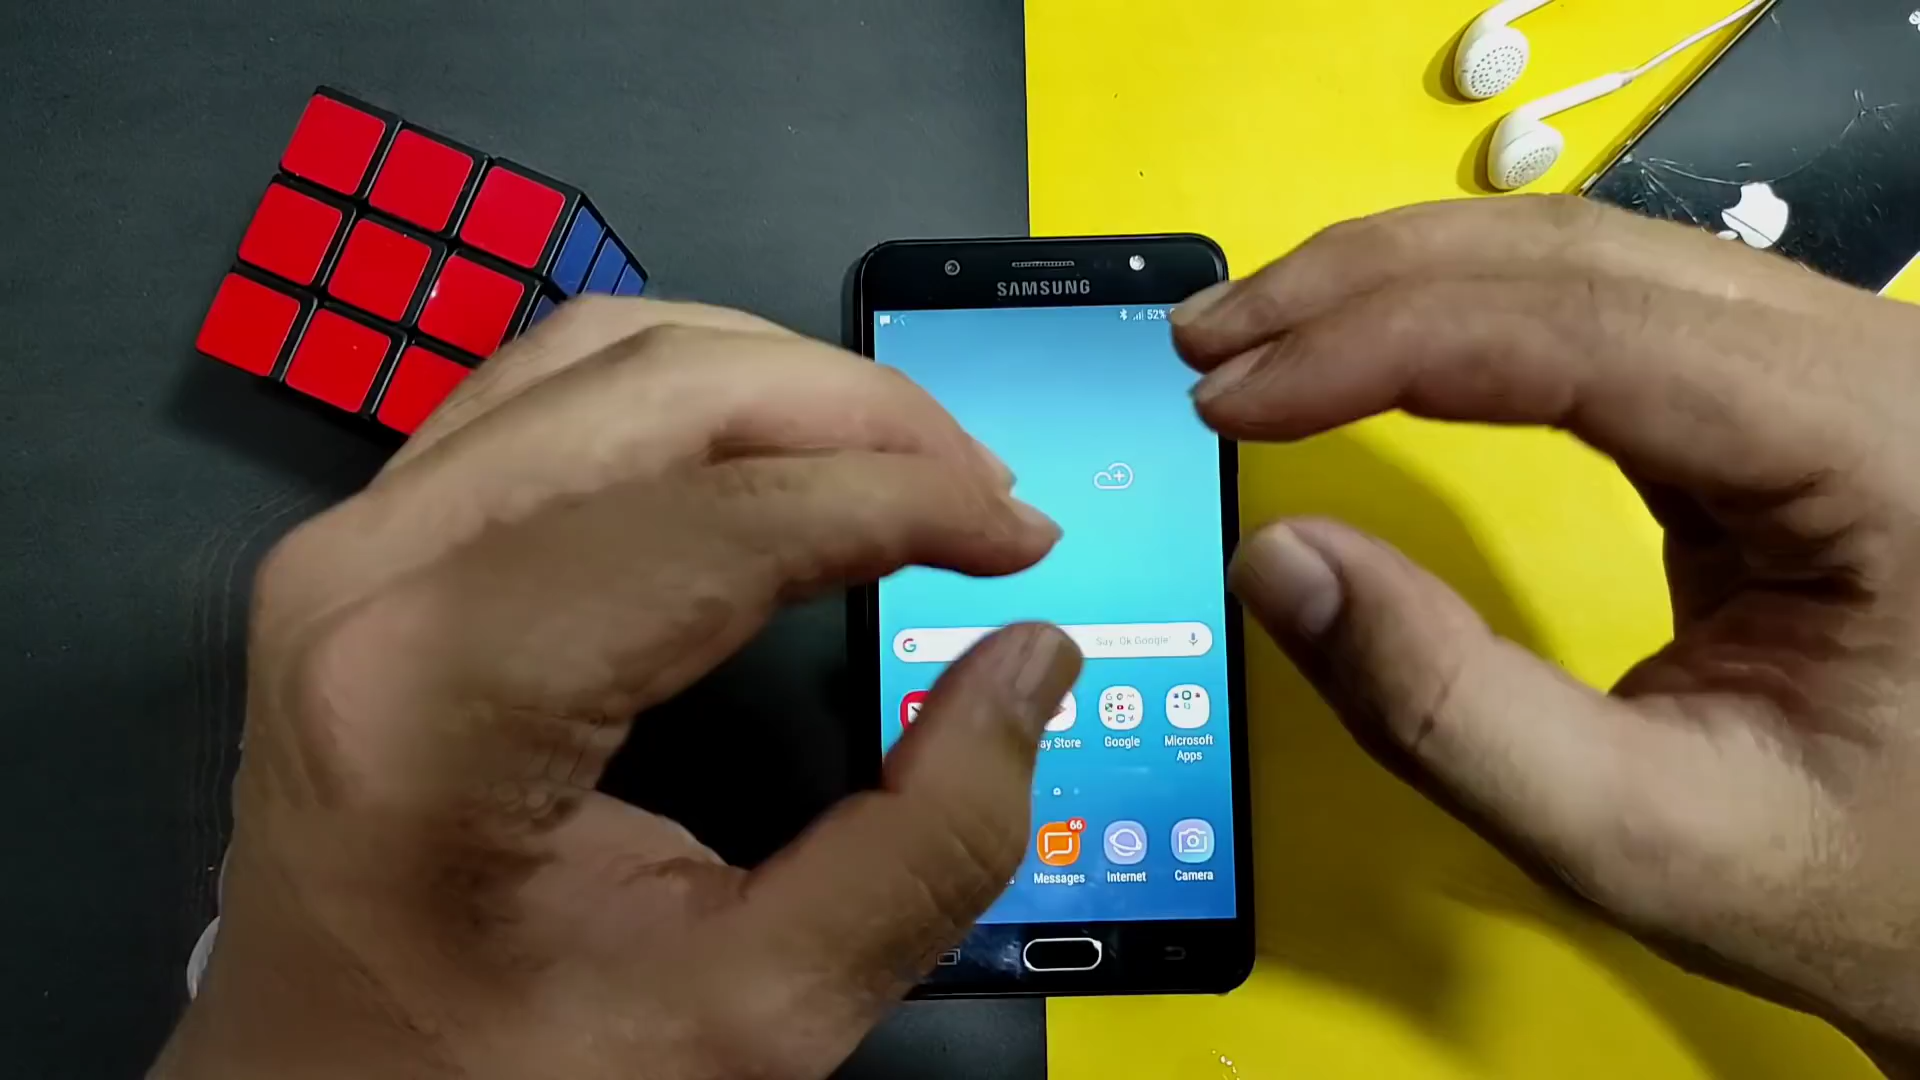 SAMSUNG
52%
Say "Ok Google"
ay Store
Google
Microsoft
Apps
66
Messages
Internet
Camera